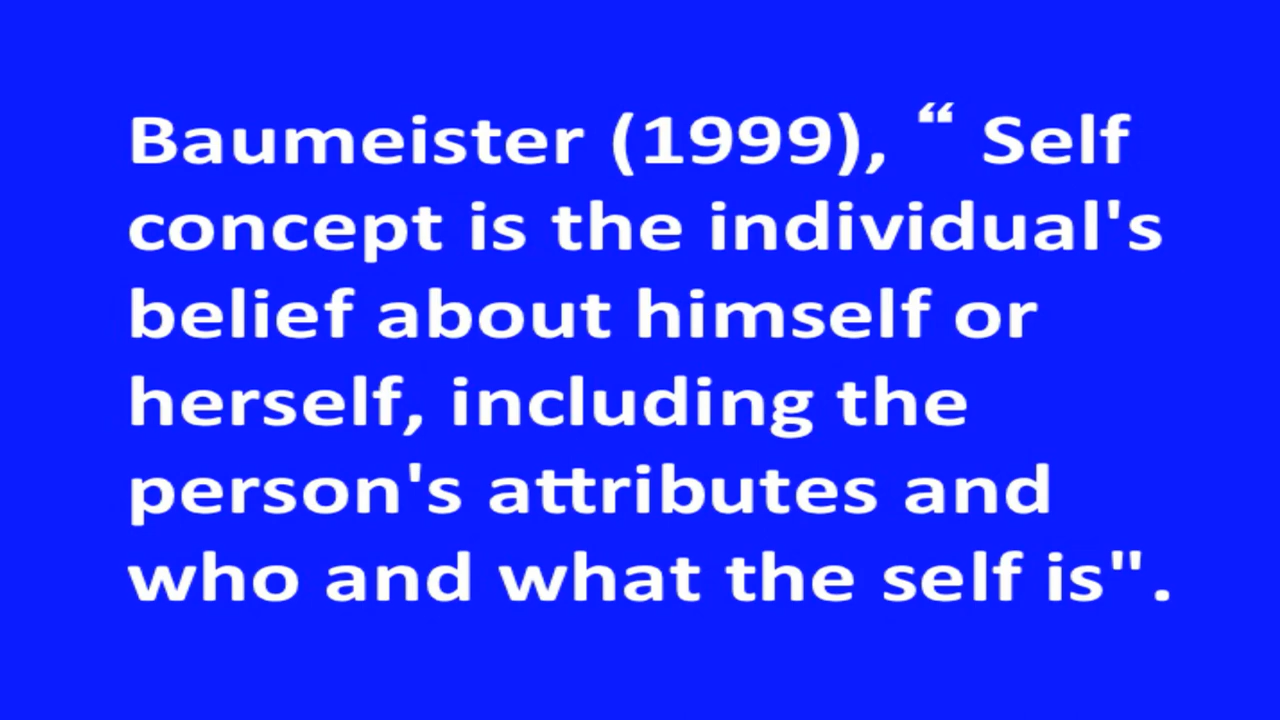 Baumeister (1999), “ Self
concept is the individual's
belief about himself or
herself, including the
person's attributes and
who and what the self is".